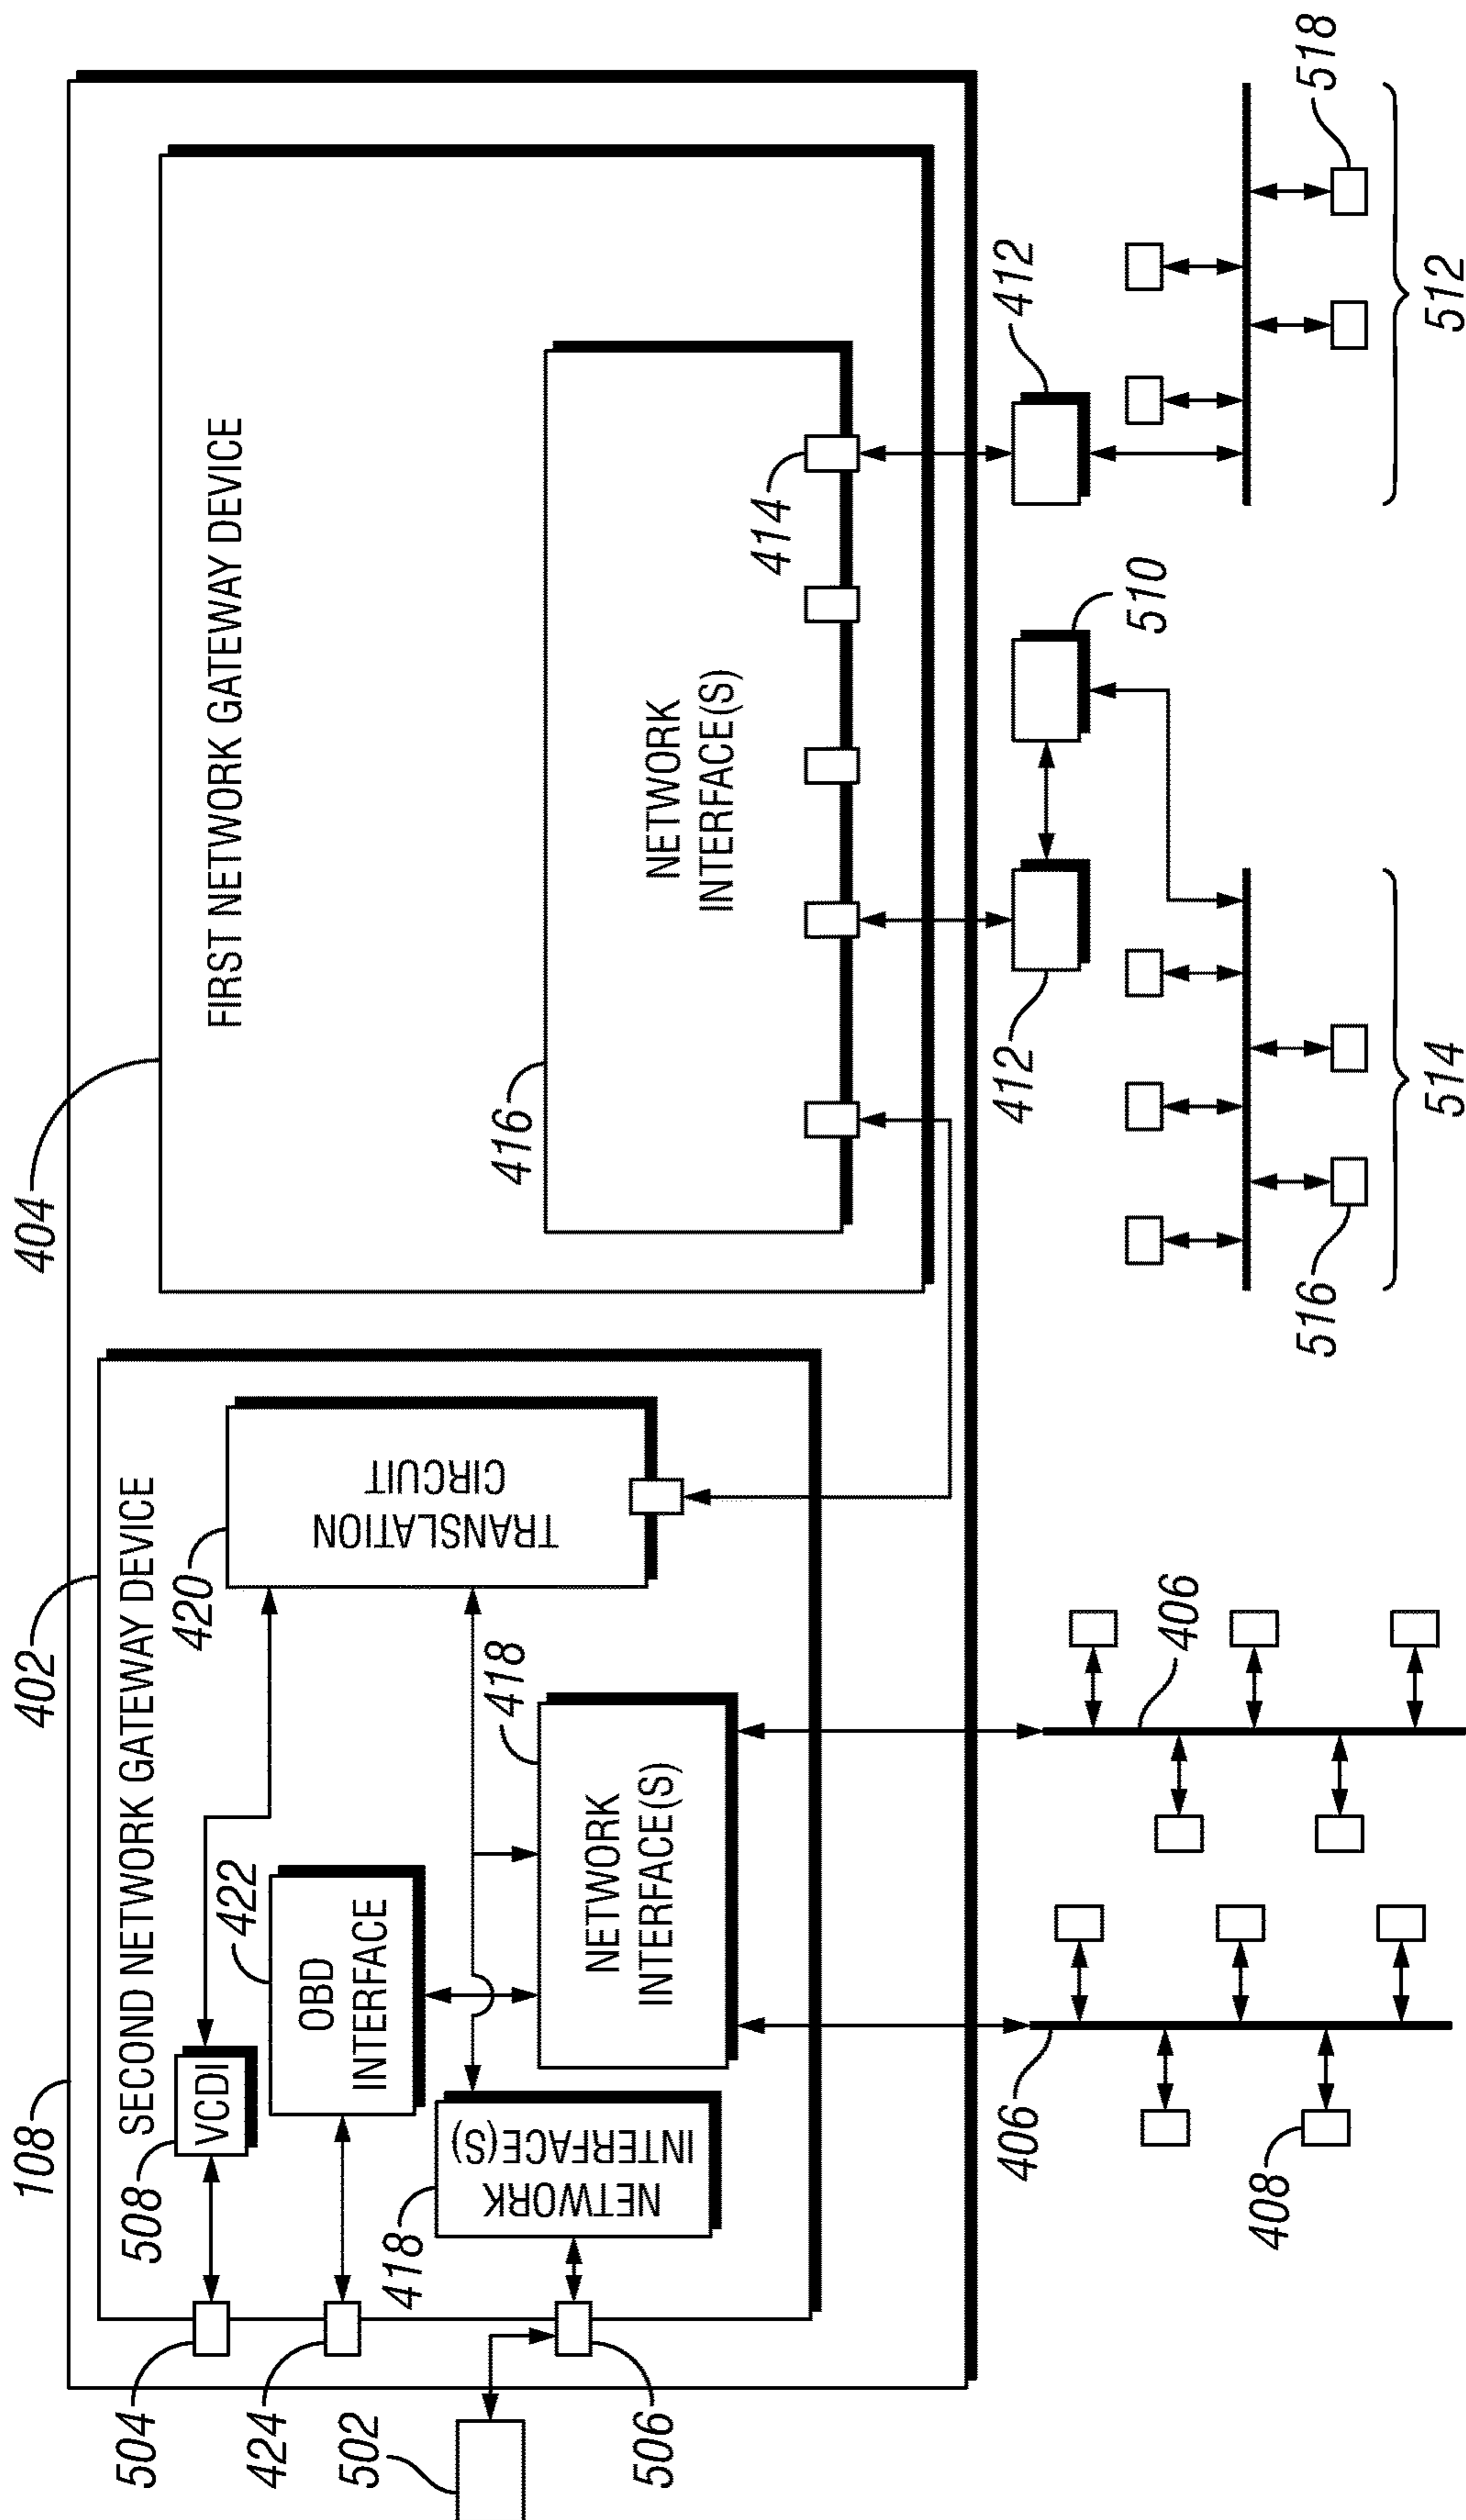 108
402
404
SECOND NETWORK GATEWAY DEVICE
FIRST NETWORK GATEWAY DEVICE
504
508
VCDI
422
420
TRANSLATION
CIRCUIT
424
OBD
INTERFACE
502
418
NETWORK
INTERFACE(S)
418
NETWORK
INTERFACE(S)
506
416
NETWORK
INTERFACE(S)
414
406
406
408
412
510
412
516
514
518
512